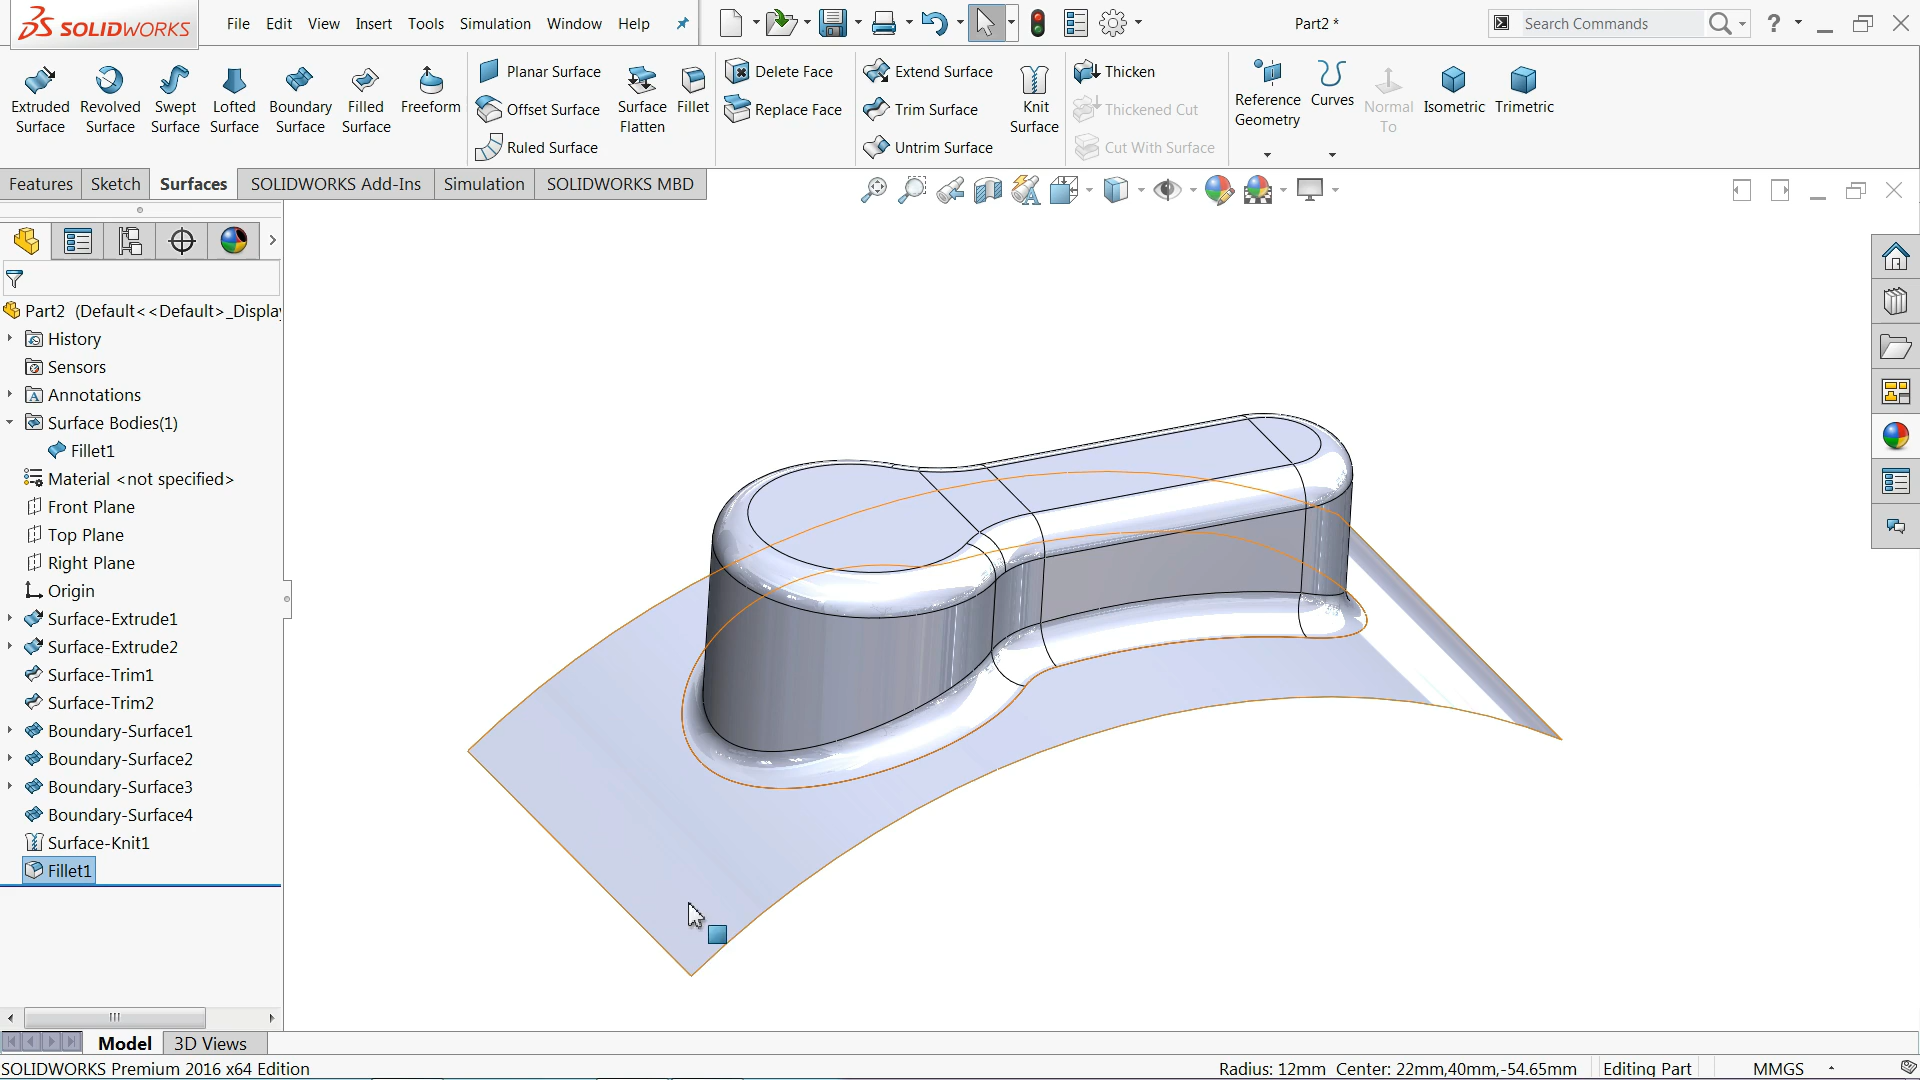 SOLIDWORKS File Edit View Insert Tools Simulation Window Help Part2 * Search Commands ?
Extruded Surface
Revolved Surface
Swept Surface
Lofted Surface
Boundary Surface
Filled Surface
Freeform
Planar Surface
Offset Surface
Ruled Surface
Surface Flatten
Fillet
Delete Face
Replace Face
Extend Surface
Trim Surface
Untrim Surface
Knit Surface
Thicken
Thickened Cut
Cut With Surface
Reference Geometry
Curves
Normal To
Isometric
Trimetric
Features Sketch Surfaces SOLIDWORKS Add-Ins Simulation SOLIDWORKS MBD
Part2 (Default<<Default>_Displa
History
Sensors
Annotations
Surface Bodies(1)
Fillet1
Material <not specified>
Front Plane
Top Plane
Right Plane
Origin
Surface-Extrude1
Surface-Extrude2
Surface-Trim1
Surface-Trim2
Boundary-Surface1
Boundary-Surface2
Boundary-Surface3
Boundary-Surface4
Surface-Knit1
Fillet1
Model 3D Views
SOLIDWORKS Premium 2016 x64 Edition Radius: 12mm Center: 22mm,40mm,-54.65mm Editing Part MMGS